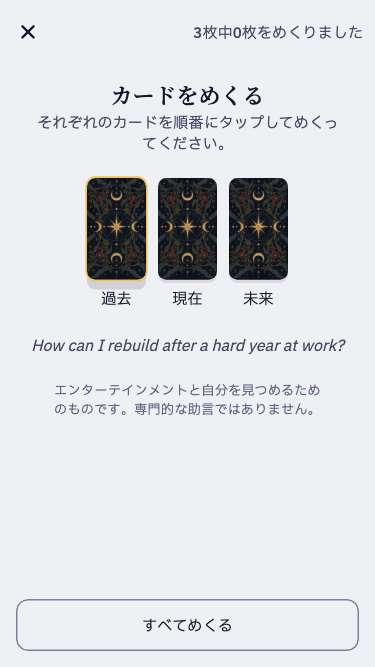 3枚中0枚をめくりました
カードをめくる
それぞれのカードを順番にタップしてめくっ
てください。
過去
現在
未来
How can I rebuild after a hard year at work?
エンターテインメントと自分を見つめるため
のものです。専門的な助言ではありません。
すべてめくる